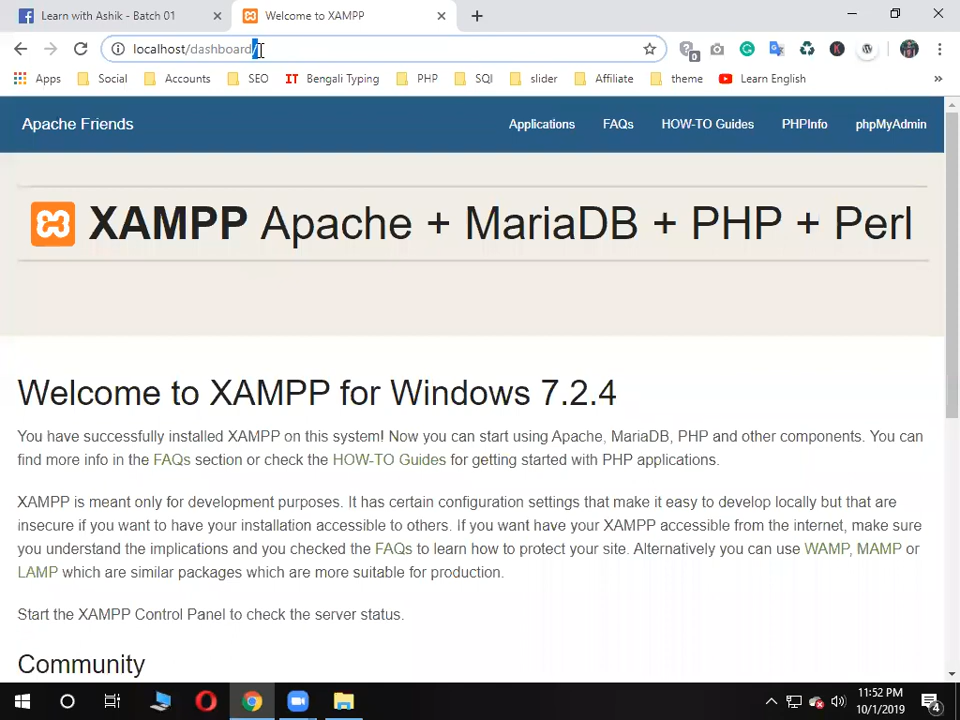 Learn with Ashik - Batch 01
Welcome to XAMPP
localhost/dashboard/
Apps
Social
Accounts
SEO
IT Bengali Typing
PHP
SQl
slider
Affiliate
theme
Learn English
»
Apache Friends
Applications
FAQs
HOW-TO Guides
PHPInfo
phpMyAdmin
XAMPP Apache + MariaDB + PHP + Perl
Welcome to XAMPP for Windows 7.2.4
You have successfully installed XAMPP on this system! Now you can start using Apache, MariaDB, PHP and other components. You can
find more info in the FAQs section or check the HOW-TO Guides for getting started with PHP applications.
XAMPP is meant only for development purposes. It has certain configuration settings that make it easy to develop locally but that are
insecure if you want to have your installation accessible to others. If you want have your XAMPP accessible from the internet, make sure
you understand the implications and you checked the FAQs to learn how to protect your site. Alternatively you can use WAMP, MAMP or
LAMP which are similar packages which are more suitable for production.
Start the XAMPP Control Panel to check the server status.
Community
11:52 PM
10/1/2019
4